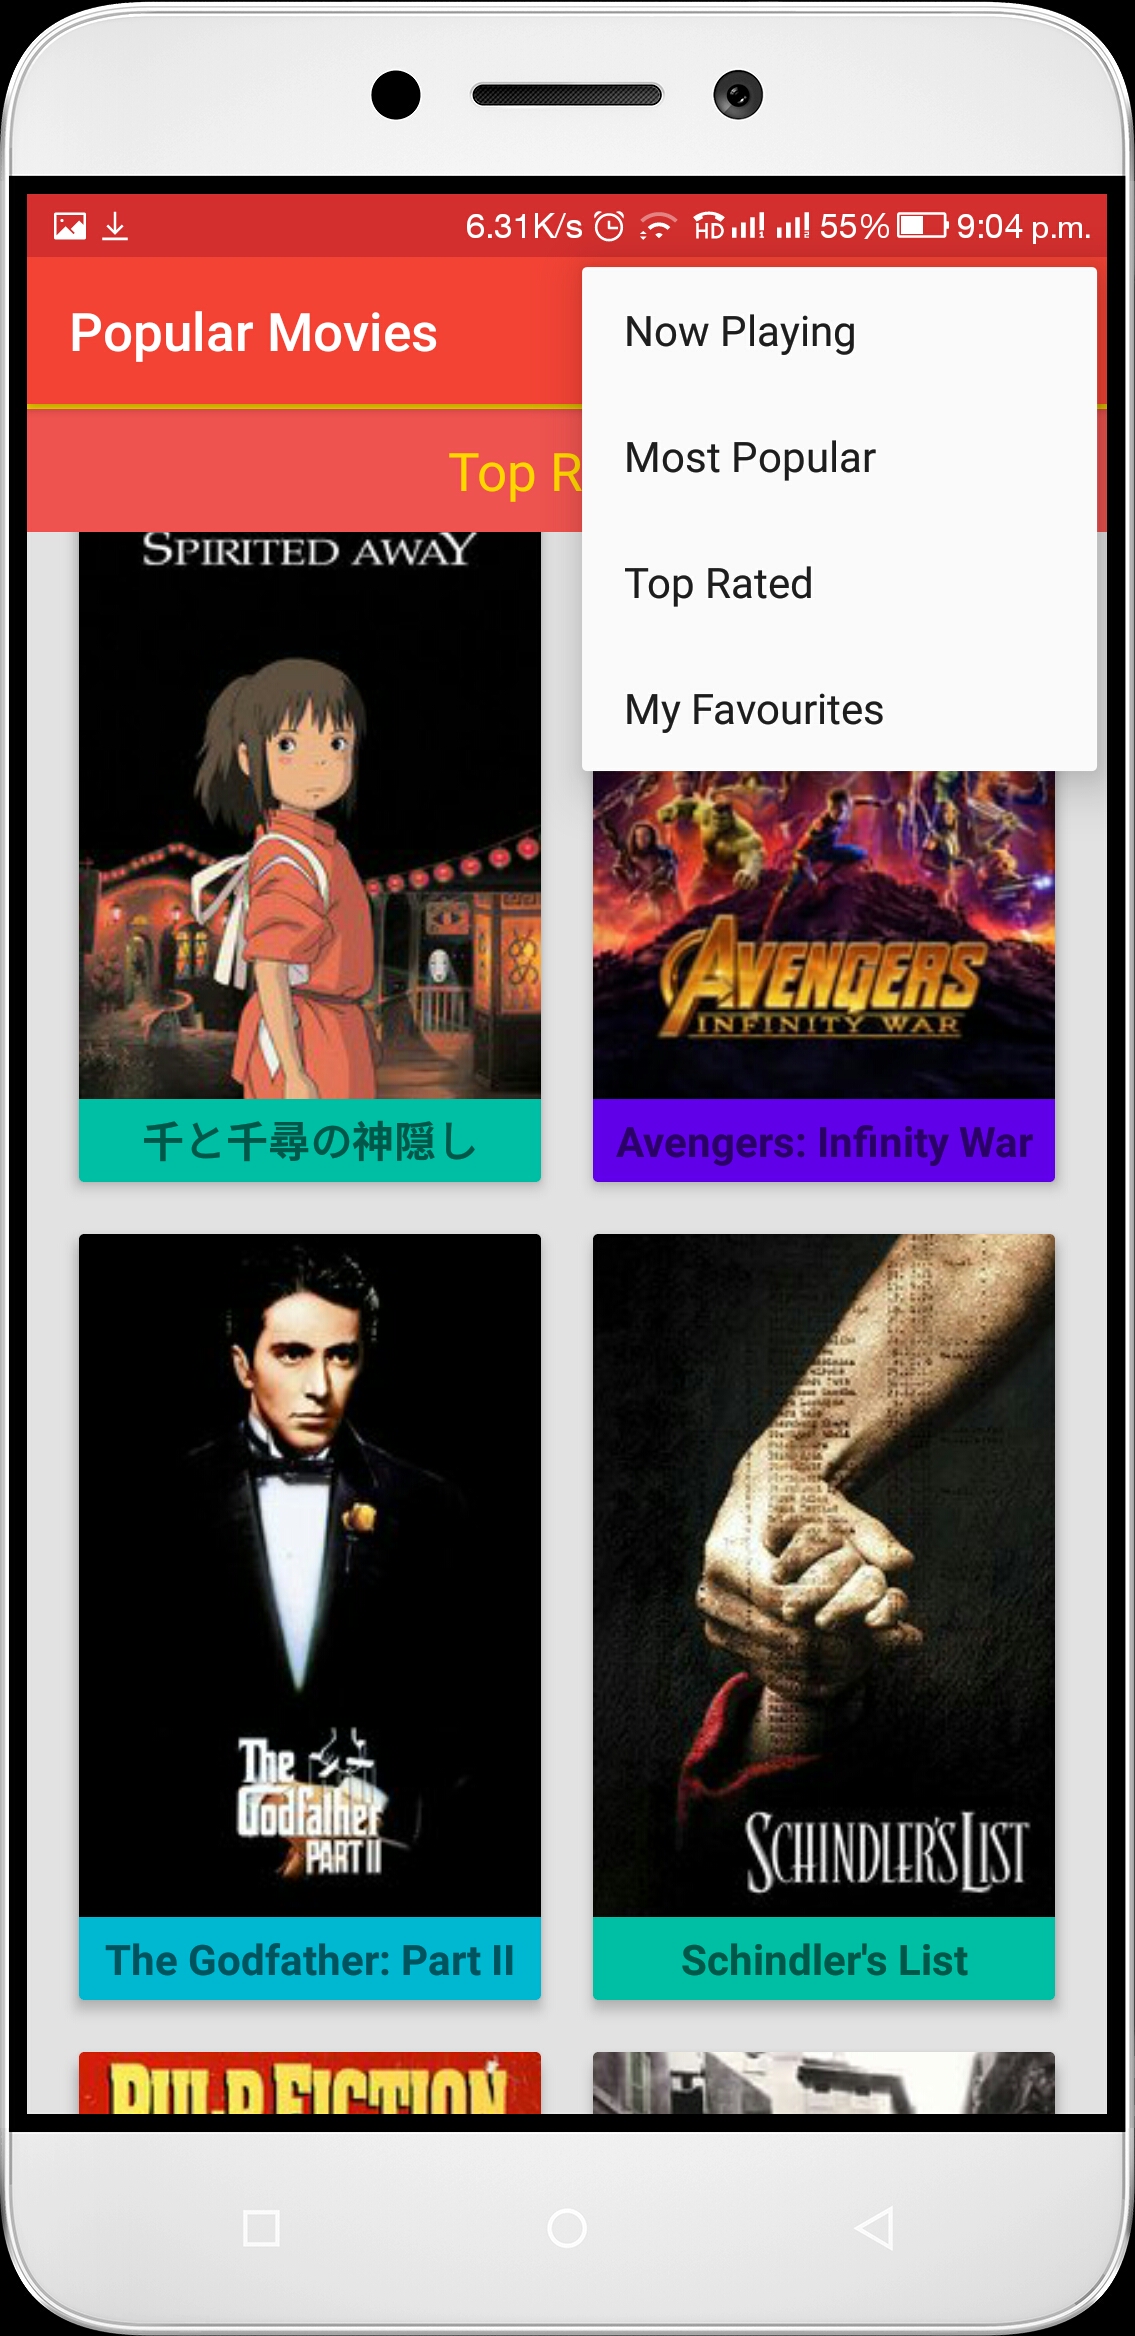 6.31K/s HD 55% 9:04 p.m.
Popular Movies
Now Playing
Most Popular
Top Rated
My Favourites
Top R
SPIRITED AWAY
AVENGERS
INFINITY WAR
千と千尋の神隠し
Avengers: Infinity War
The
Godfather
PART II
SCHINDLER'S LIST
The Godfather: Part II
Schindler's List
PULP FICTION